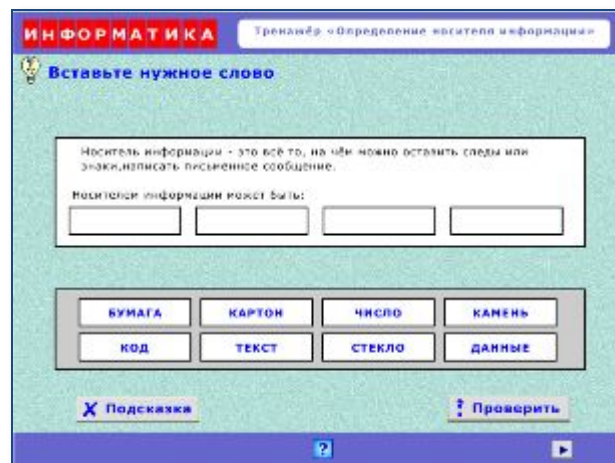 ИНФОРМАТИКА
Тренажёр «Определение носителя информации»
Вставьте нужное слово
Носитель информации - это всё то, на чём можно оставить следы или
знаки,написать письменное сообщение.
Носителем информации может быть:
БУМАГА КАРТОН ЧИСЛО КАМЕНЬ
КОД ТЕКСТ СТЕКЛО ДАННЫЕ
Подсказка
Проверить
?